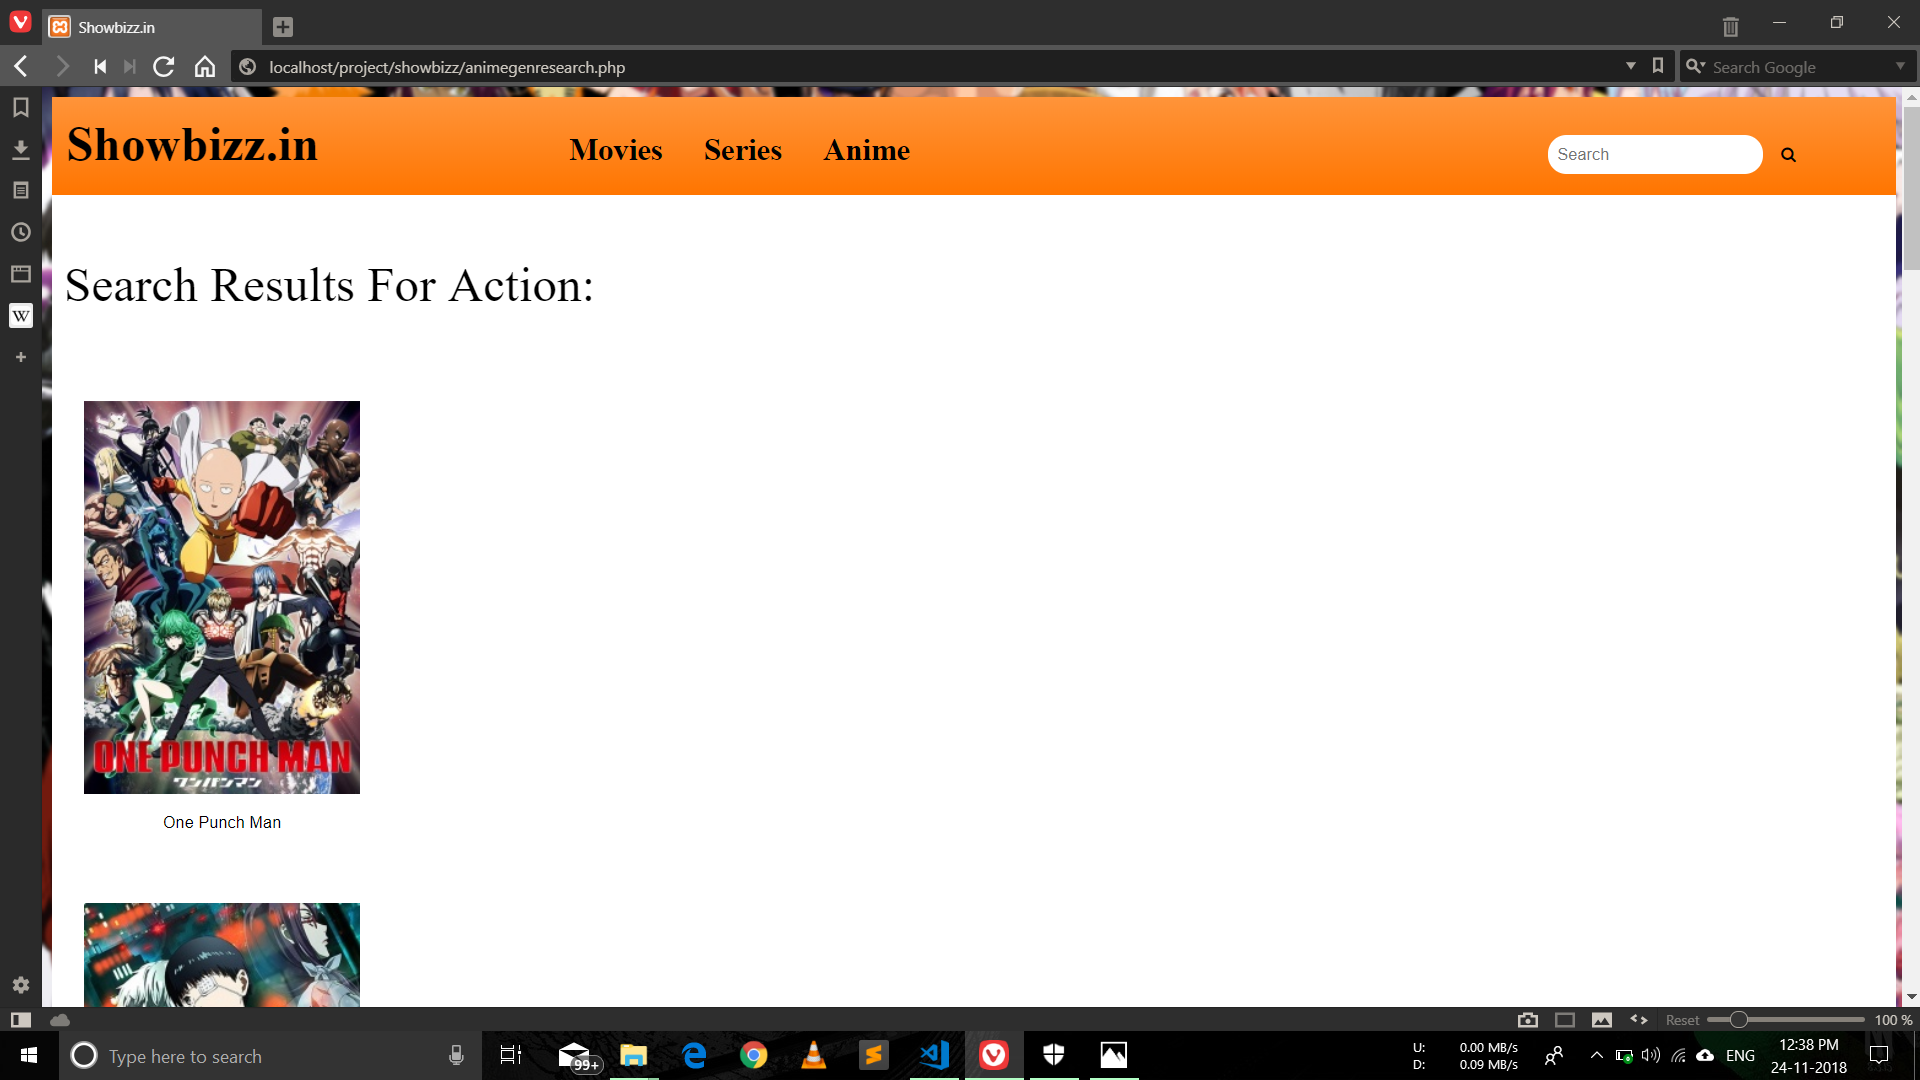 Showbizz.in
localhost/project/showbizz/animegenresearch.php
Search Google
Showbizz.in
Movies
Series
Anime
Search
Search Results For Action:
ONE PUNCH MAN
ワンパンマン
One Punch Man
W
Reset
100 %
Type here to search
99+
U: 0.00 MB/s
D: 0.09 MB/s
ENG
12:38 PM
24-11-2018